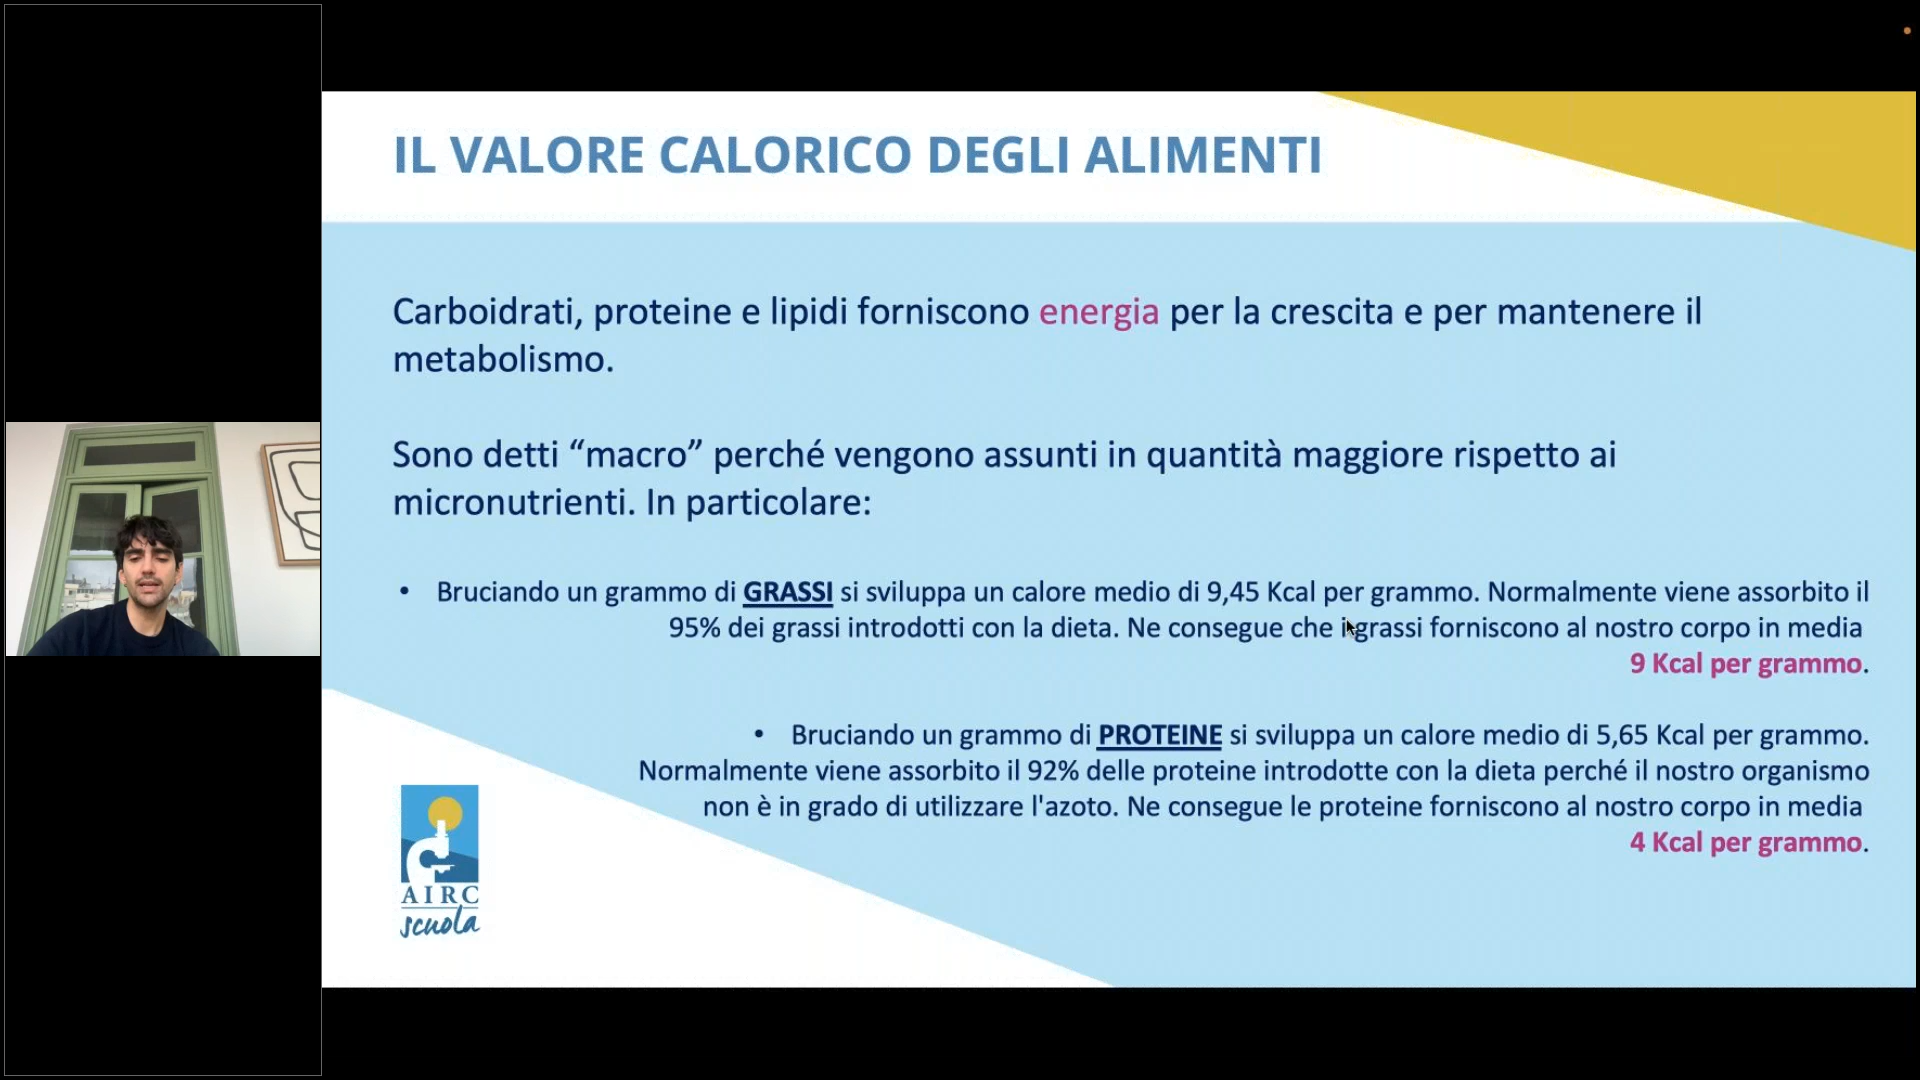 IL VALORE CALORICO DEGLI ALIMENTI
Carboidrati, proteine e lipidi forniscono energia per la crescita e per mantenere il
metabolismo.
Sono detti “macro” perché vengono assunti in quantità maggiore rispetto ai
micronutrienti. In particolare:
• Bruciando un grammo di GRASSI si sviluppa un calore medio di 9,45 Kcal per grammo. Normalmente viene assorbito il
95% dei grassi introdotti con la dieta. Ne consegue che i grassi forniscono al nostro corpo in media
9 Kcal per grammo.
• Bruciando un grammo di PROTEINE si sviluppa un calore medio di 5,65 Kcal per grammo.
Normalmente viene assorbito il 92% delle proteine introdotte con la dieta perché il nostro organismo
non è in grado di utilizzare l'azoto. Ne consegue le proteine forniscono al nostro corpo in media
4 Kcal per grammo.
AIRC
scuola